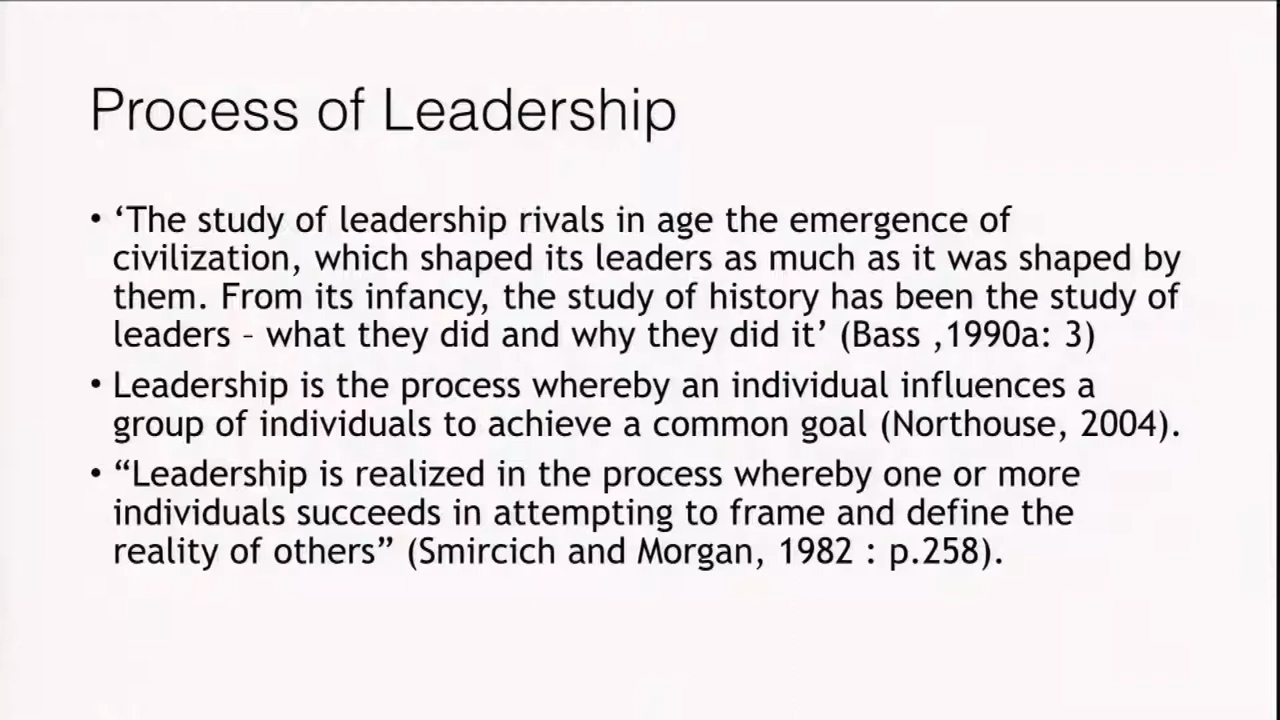 Process of Leadership
• ‘The study of leadership rivals in age the emergence of
civilization, which shaped its leaders as much as it was shaped by
them. From its infancy, the study of history has been the study of
leaders – what they did and why they did it’ (Bass ,1990a: 3)
• Leadership is the process whereby an individual influences a
group of individuals to achieve a common goal (Northouse, 2004).
• “Leadership is realized in the process whereby one or more
individuals succeeds in attempting to frame and define the
reality of others” (Smircich and Morgan, 1982 : p.258).